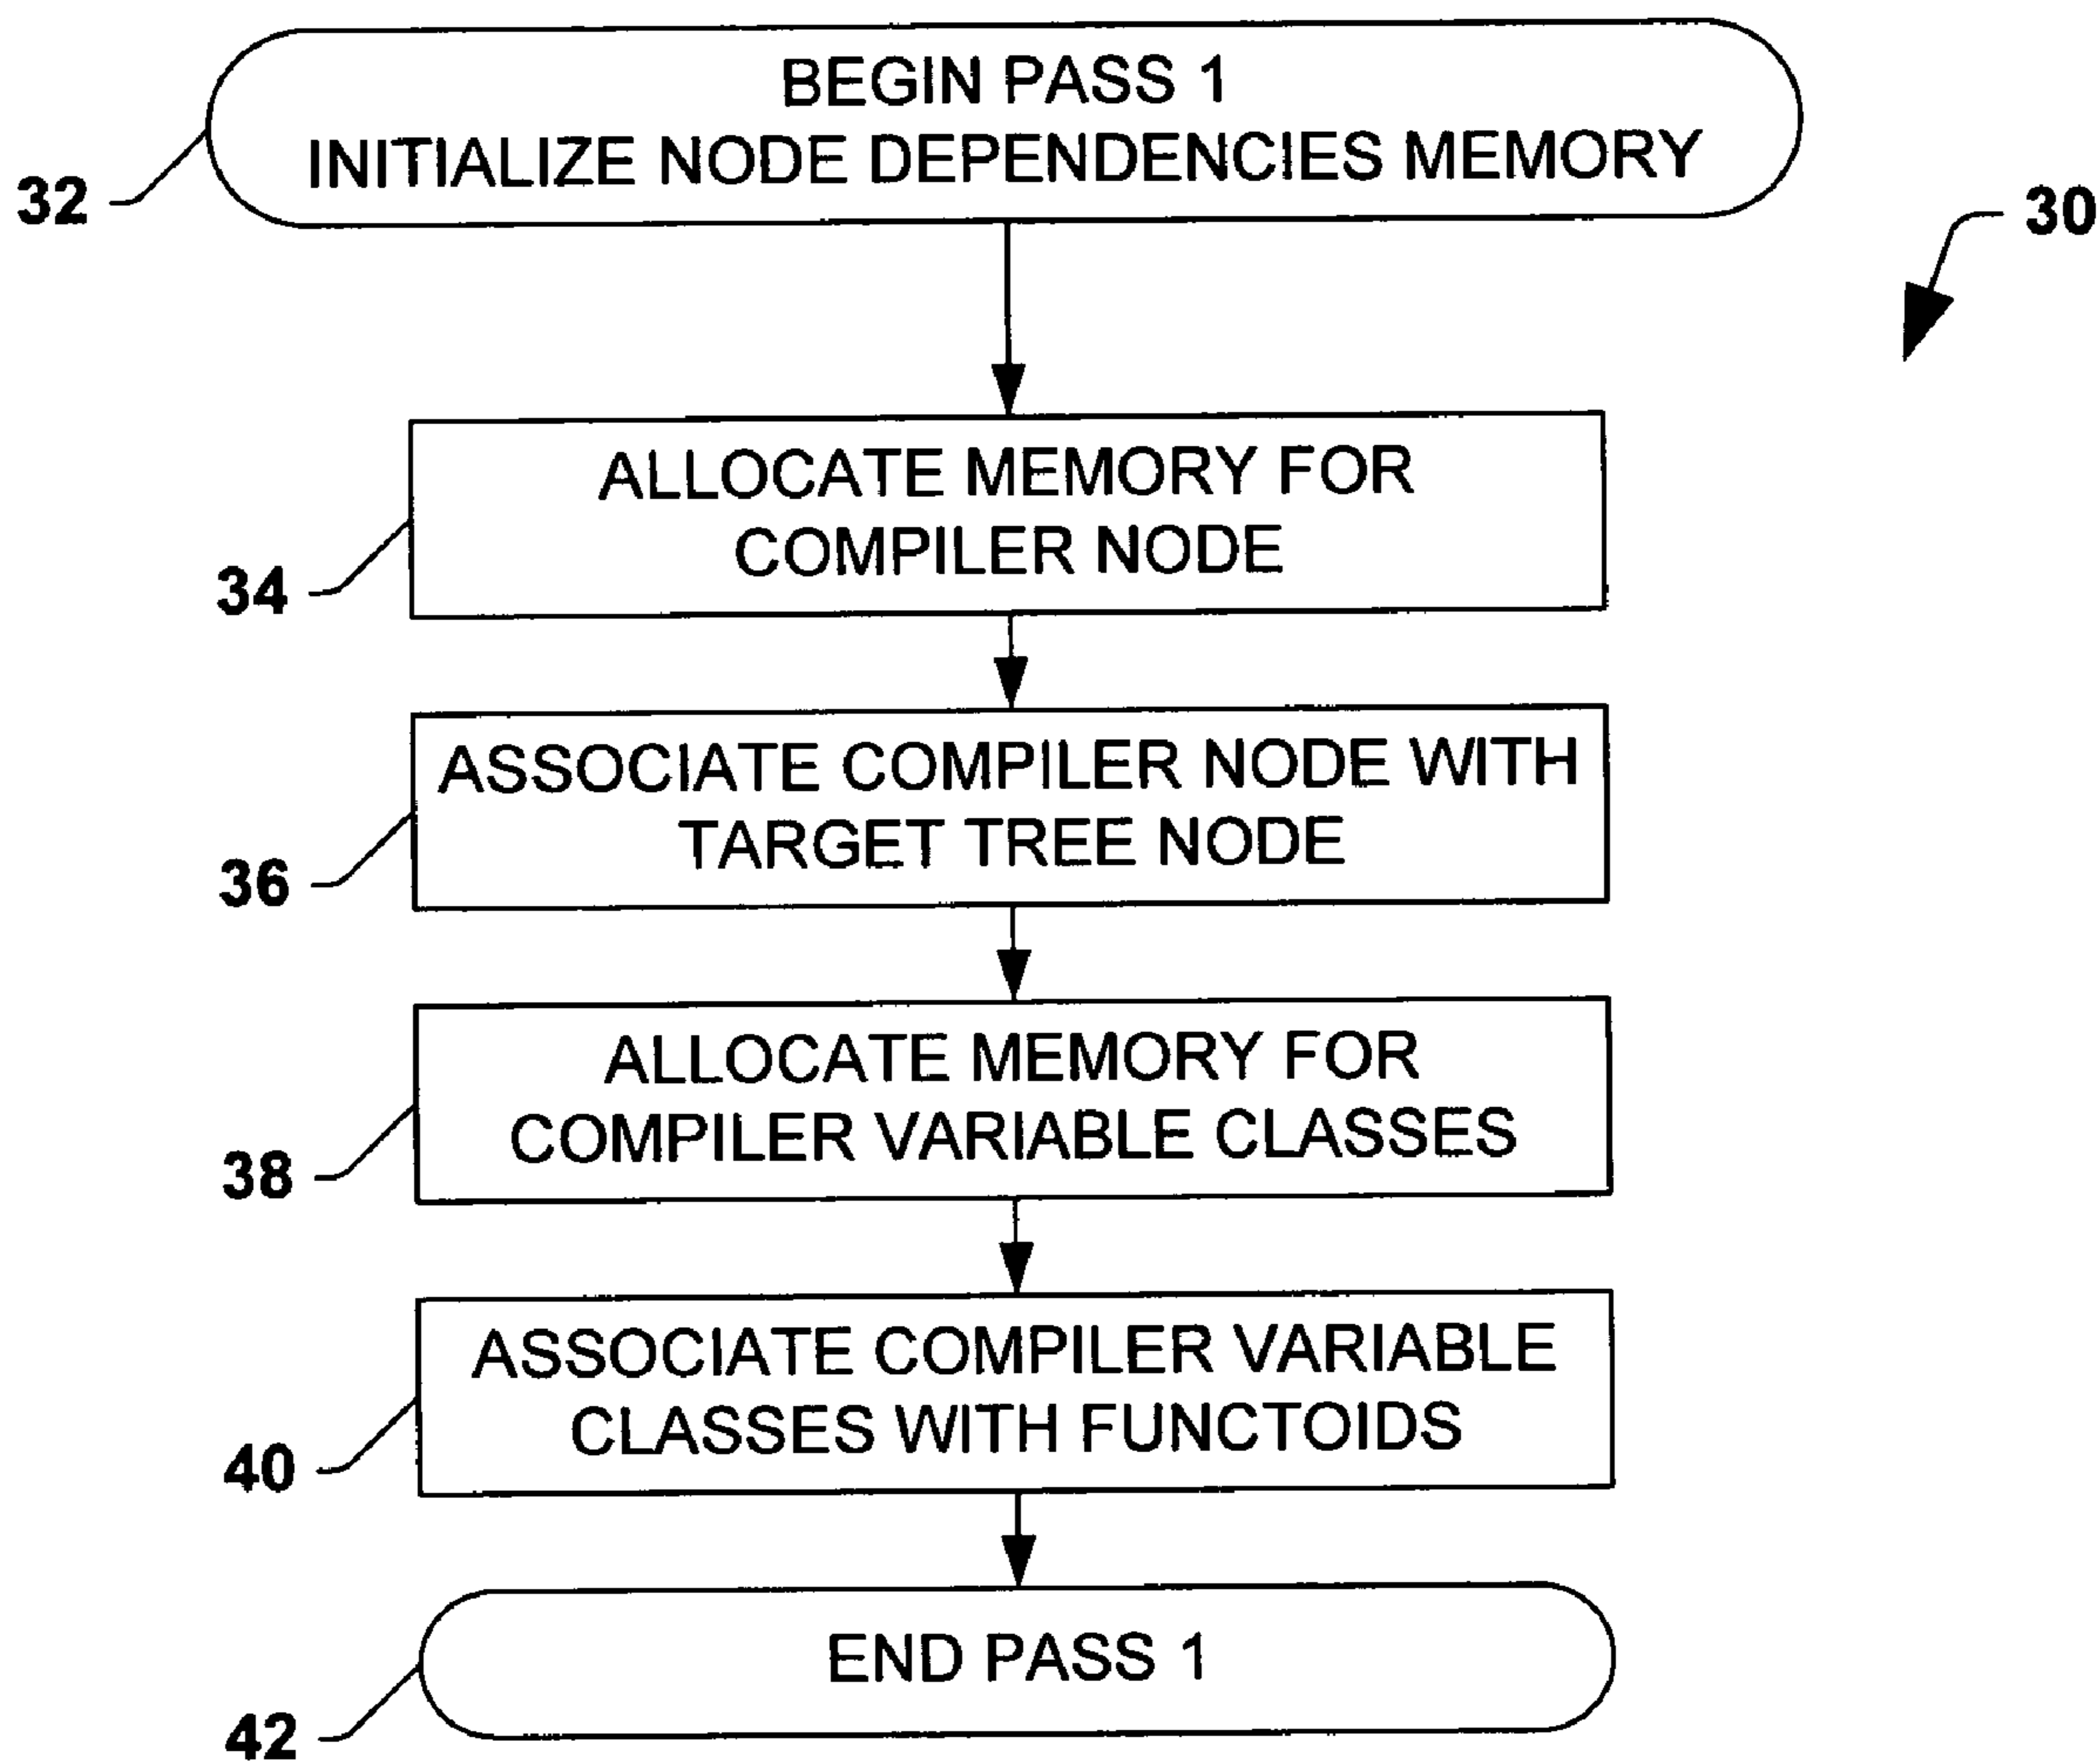 BEGIN PASS 1
INITIALIZE NODE DEPENDENCIES MEMORY
32
30
ALLOCATE MEMORY FOR
COMPILER NODE
34
ASSOCIATE COMPILER NODE WITH
TARGET TREE NODE
36
ALLOCATE MEMORY FOR
COMPILER VARIABLE CLASSES
38
ASSOCIATE COMPILER VARIABLE
CLASSES WITH FUNCTOIDS
40
END PASS 1
42